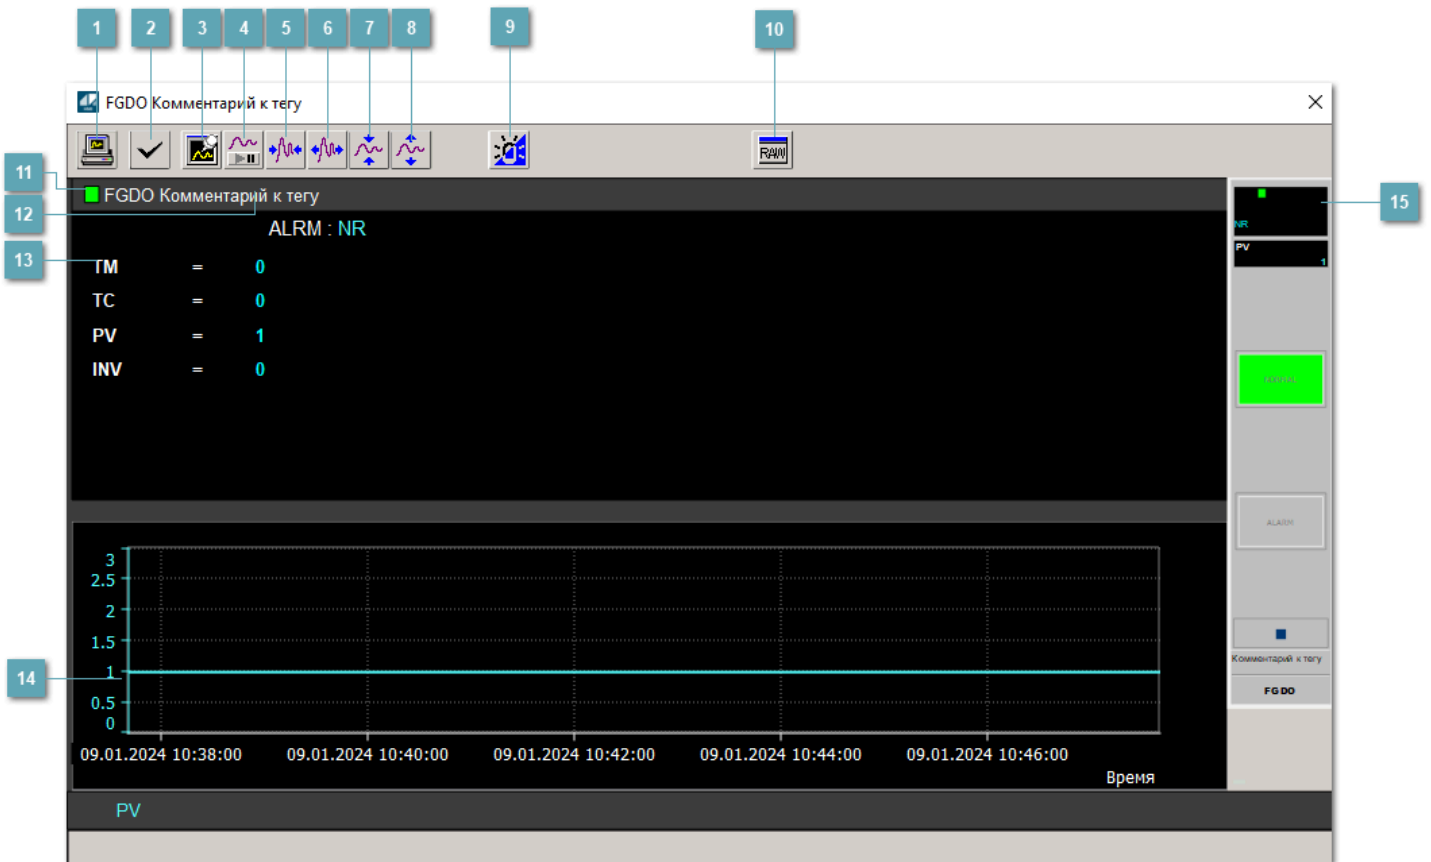 1 2 3 4 5 6 7 8 9 10
FGDO Комментарий к тегу
RAW
11
FGDO Комментарий к тегу
12
ALRM : NR
13
TM = 0
TC = 0
PV = 1
INV = 0
15
NR
PV
1
NORMAL
ALARM
Комментарий к тегу
FGDO
14
3
2.5
2
1.5
1
0.5
0
09.01.2024 10:38:00 09.01.2024 10:40:00 09.01.2024 10:42:00 09.01.2024 10:44:00 09.01.2024 10:46:00
Время
PV